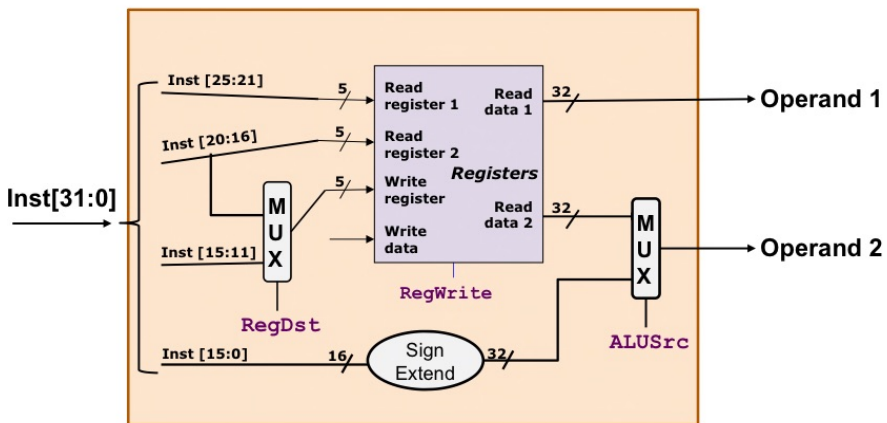 Inst [25:21]
5
Read
register 1
Read
data 1
32
Operand 1
Inst [20:16]
5
Read
register 2
Inst[31:0]
M
U
X
5
Write
register
Registers
Read
data 2
32
M
U
X
Operand 2
Inst [15:11]
Write
data
RegWrite
RegDst
ALUSrc
Inst [15:0]
16
Sign
Extend
32